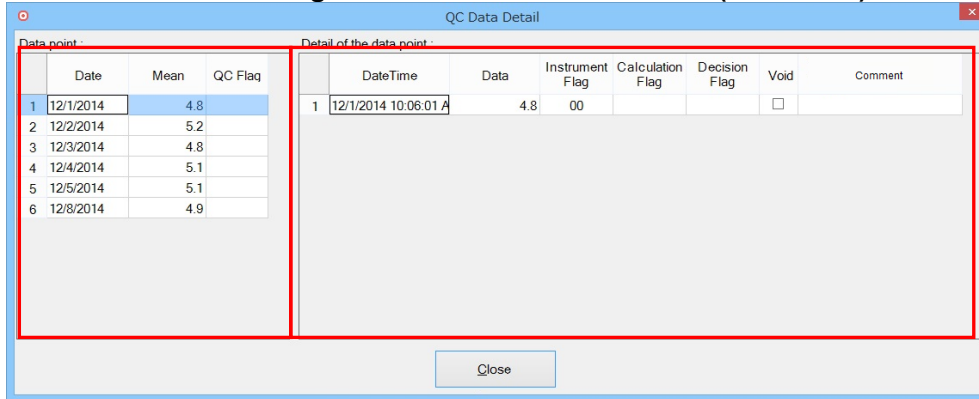 QC Data Detail
Data point :
Date Mean QC Flag
1 12/1/2014 4.8
2 12/2/2014 5.2
3 12/3/2014 4.8
4 12/4/2014 5.1
5 12/5/2014 5.1
6 12/8/2014 4.9
Detail of the data point :
DateTime Data Instrument Flag Calculation Flag Decision Flag Void Comment
1 12/1/2014 10:06:01 A 4.8 00
Close